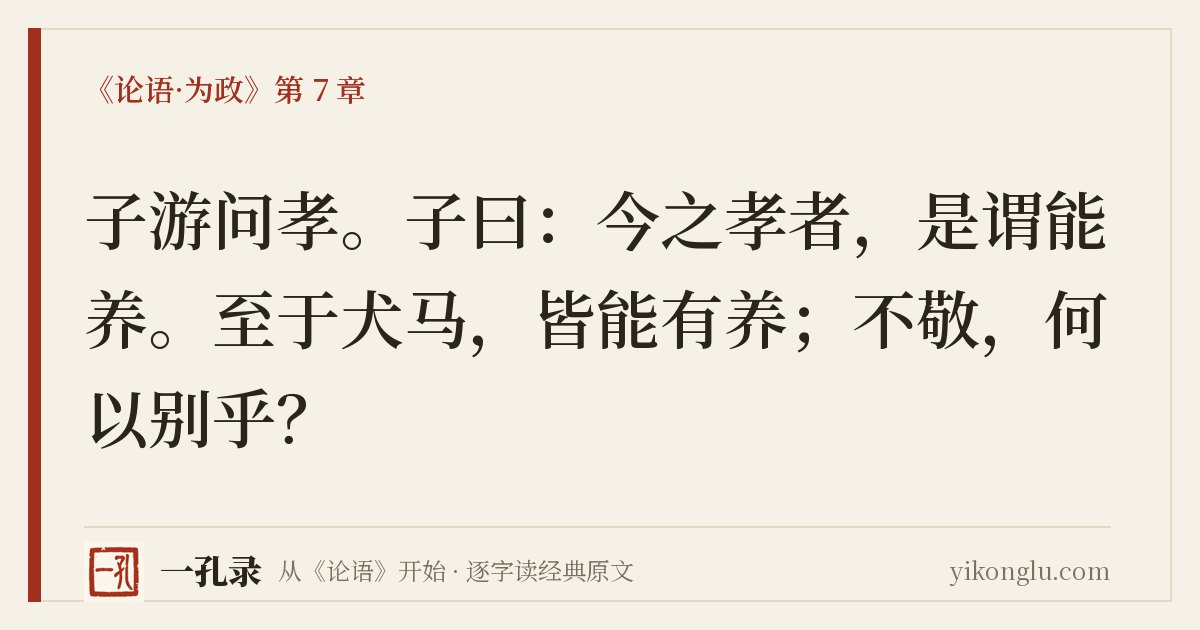 《论语·为政》第 7 章
子游问孝。子曰：今之孝者，是谓能
养。至于犬马，皆能有养；不敬，何
以别乎？
一孔
一孔录 从《论语》开始 · 逐字读经典原文 yikonglu.com